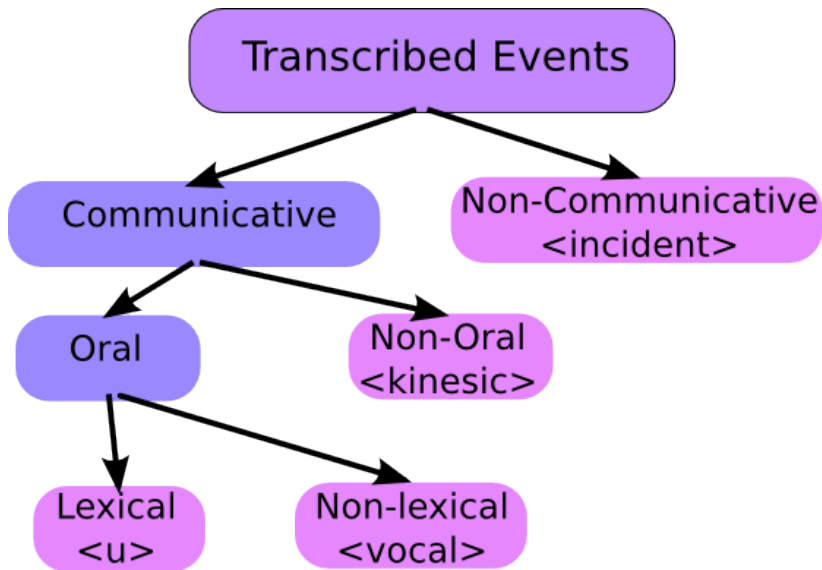 Transcribed Events
Communicative
Non-Communicative
<incident>
Oral
Non-Oral
<kinesic>
Lexical
<u>
Non-lexical
<vocal>